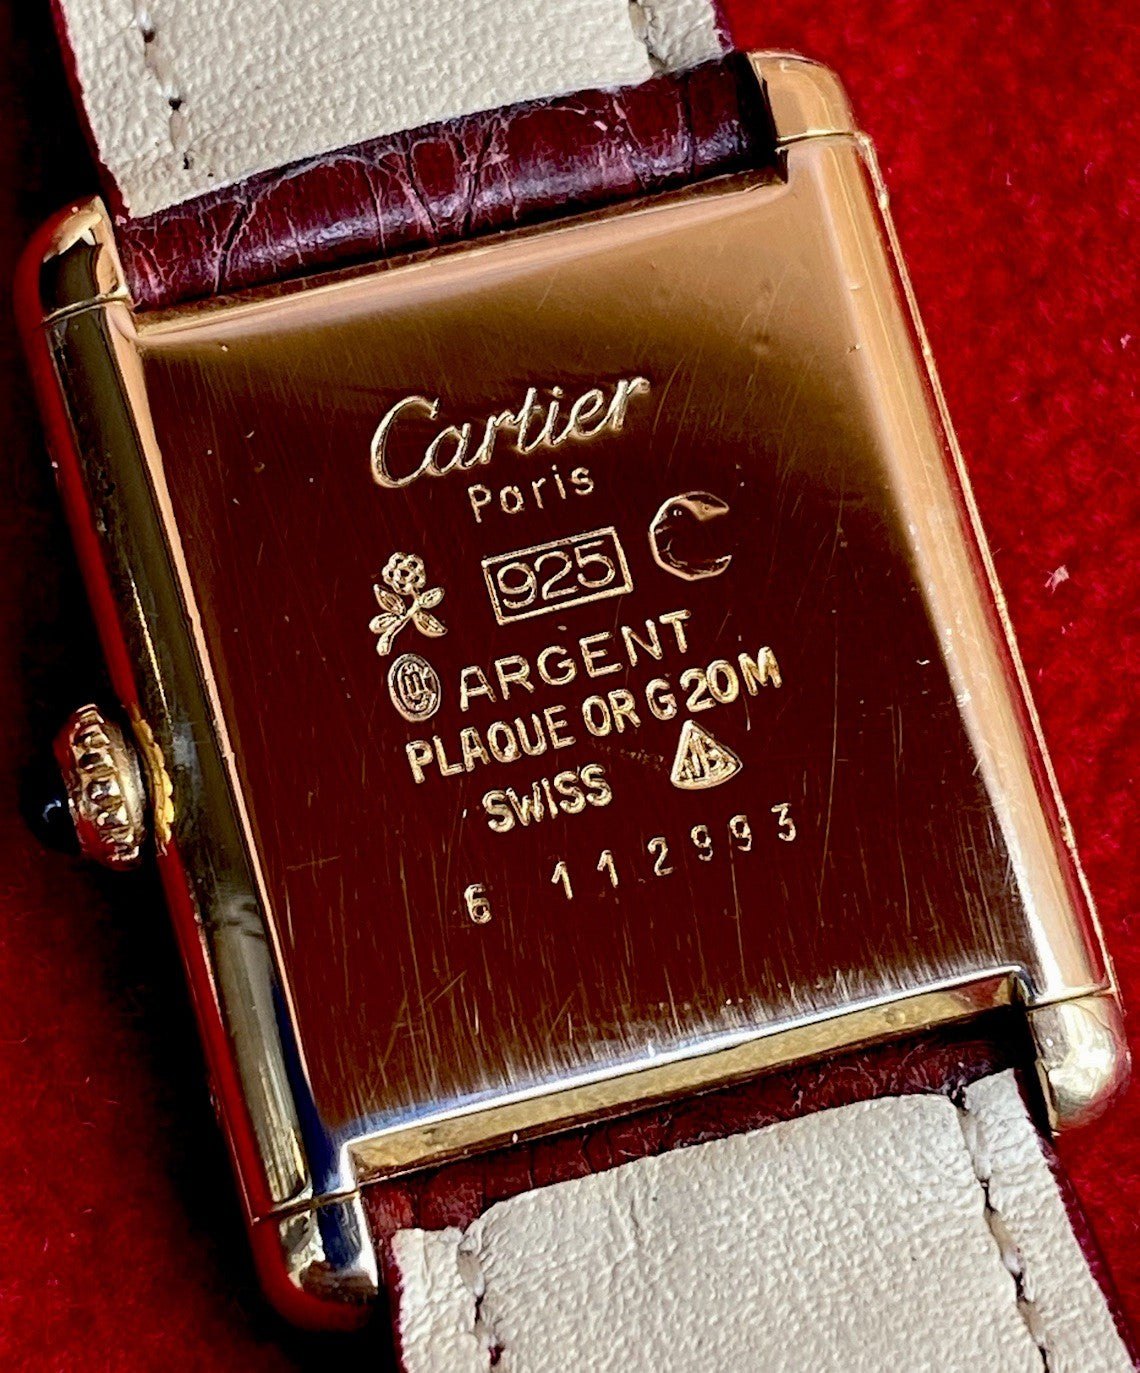 Cartier
Paris
925 C
ARGENT
PLAQUE OR G 20M
SWISS
6 112993